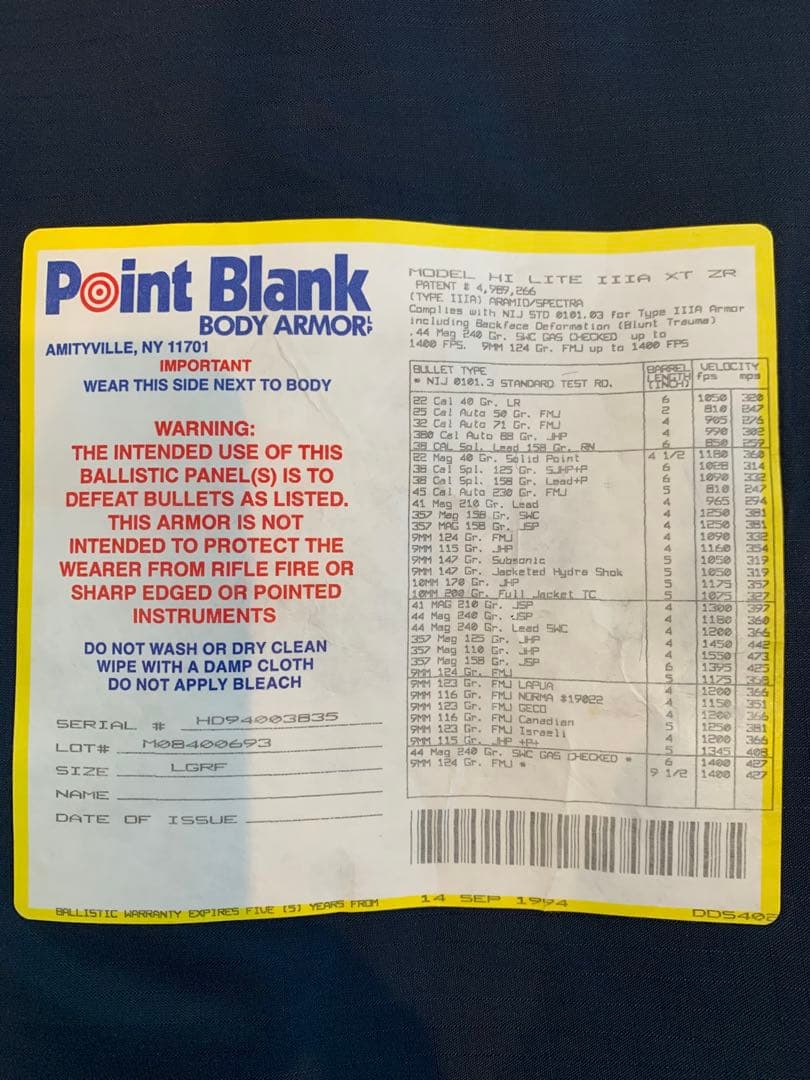 Point Blank
BODY ARMOR LP
AMITYVILLE, NY 11701
IMPORTANT
WEAR THIS SIDE NEXT TO BODY
WARNING:
THE INTENDED USE OF THIS
BALLISTIC PANEL(S) IS TO
DEFEAT BULLETS AS LISTED.
THIS ARMOR IS NOT
INTENDED TO PROTECT THE
WEARER FROM RIFLE FIRE OR
SHARP EDGED OR POINTED
INSTRUMENTS
DO NOT WASH OR DRY CLEAN
WIPE WITH A DAMP CLOTH
DO NOT APPLY BLEACH
SERIAL # HD94003835
LOT# M08400693
SIZE LGRF
NAME
DATE OF ISSUE
MODEL HI LITE IIIA XT ZR
PATENT # 4,989,266
(TYPE IIIA) ARAMID/SPECTRA
Complies with NIJ STD 0101.03 for Type IIIA Armor
including Backface Deformation (Blunt Trauma)
.44 Mag 240 Gr. SWC GAS CHECKED up to
1400 FPS. 9MM 124 Gr. FMJ up to 1400 FPS
BULLET TYPE BARREL LENGTH (INCH) VELOCITY
* NIJ 0101.3 STANDARD TEST RD. fps mps
22 Cal 40 Gr. LR 6 1050 320
25 Cal Auto 50 Gr. FMJ 2 810 247
32 Cal Auto 71 Gr. FMJ 4 905 276
380 Cal Auto 88 Gr. JHP 4 990 302
38 CAL Spl. Lead 158 Gr. RN 6 850 259
22 Mag 40 Gr. Solid Point 4 1/2 1180 360
38 Cal Spl. 125 Gr. SJHP+P 6 1028 314
38 Cal Spl. 158 Gr. Lead+P 6 1090 332
45 Cal Auto 230 Gr. FMJ 5 810 247
41 Mag 210 Gr. Lead 4 965 294
357 Mag 158 Gr. SWC 4 1250 381
357 MAG 158 Gr. JSP 4 1250 381
9MM 124 Gr. FMJ 4 1090 332
9MM 115 Gr. JHP 4 1160 354
9MM 147 Gr. Subsonic 5 1050 319
9MM 147 Gr. Jacketed Hydra Shok 5 1050 319
10MM 170 Gr. JHP 5 1175 357
10MM 200 Gr. Full Jacket TC 5 1075 327
41 MAG 210 Gr. JSP 4 1300 397
44 Mag 240 Gr. JSP 4 1180 360
44 Mag 240 Gr. Lead SWC 4 1200 366
357 Mag 125 Gr. JHP 4 1450 442
357 Mag 110 Gr. JHP 4 1550 473
357 Mag 158 Gr. JSP 6 1395 425
9MM 124 Gr. FMJ 5 1175 358
9MM 123 Gr. FMJ LAPUA 4 1200 366
9MM 116 Gr. FMJ NORMA #19022 4 1150 351
9MM 123 Gr. FMJ GECO 4 1200 366
9MM 116 Gr. FMJ Canadian 5 1250 381
9MM 123 Gr. FMJ Israeli 4 1200 366
9MM 115 Gr. JHP +P+ 5 1345 408
44 Mag 240 Gr. SWC GAS CHECKED * 6 1400 427
9MM 124 Gr. FMJ * 9 1/2 1400 427
BALLISTIC WARRANTY EXPIRES FIVE (5) YEARS FROM 14 SEP 1994